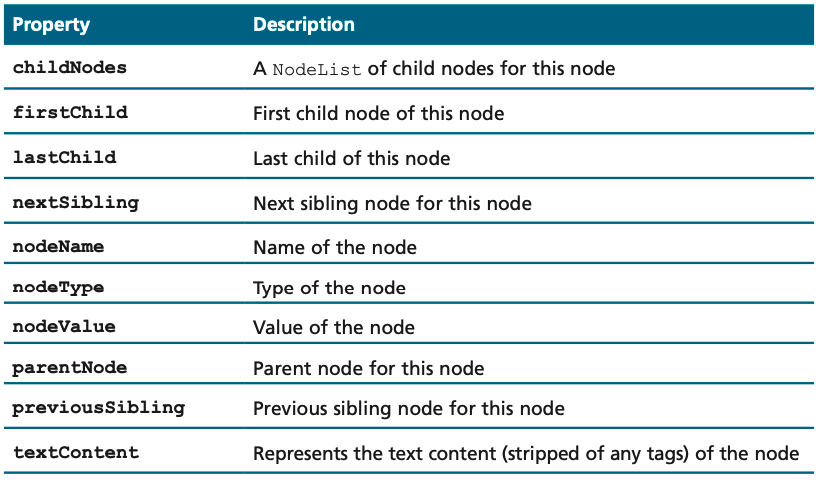 Property Description
childNodes A NodeList of child nodes for this node
firstChild First child node of this node
lastChild Last child of this node
nextSibling Next sibling node for this node
nodeName Name of the node
nodeType Type of the node
nodeValue Value of the node
parentNode Parent node for this node
previousSibling Previous sibling node for this node
textContent Represents the text content (stripped of any tags) of the node